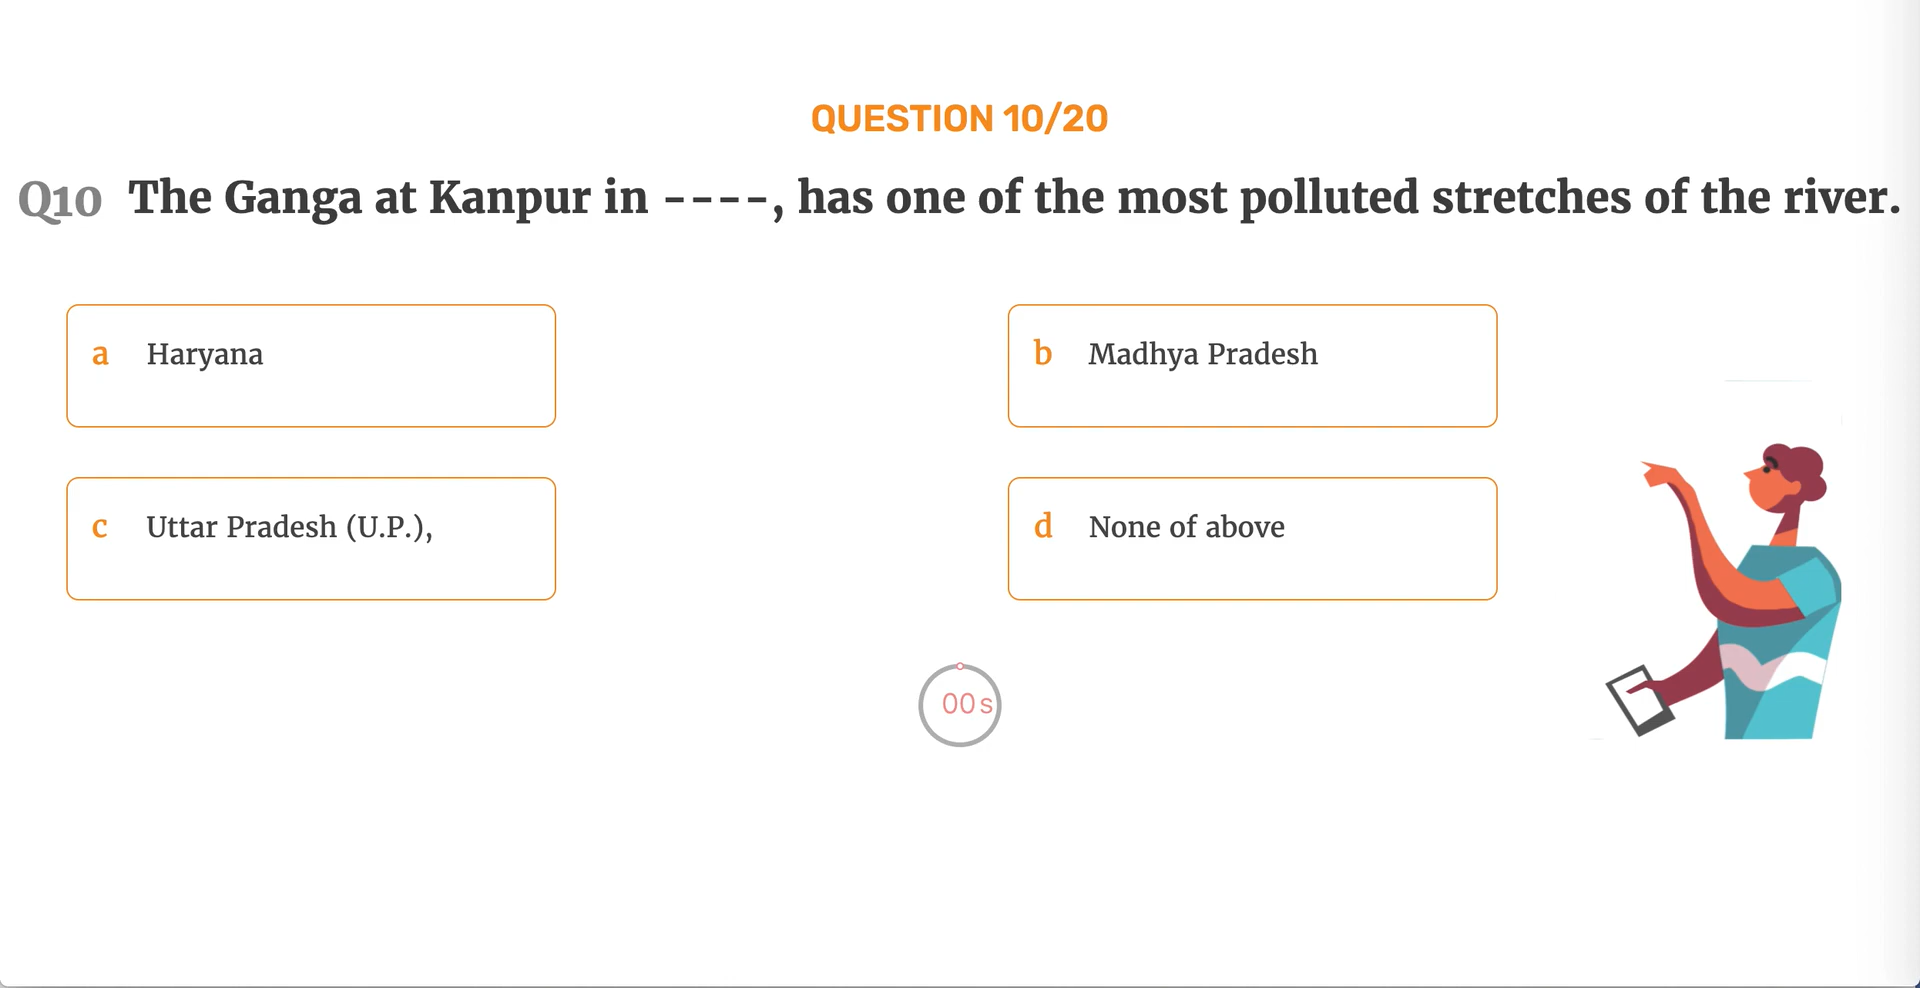 QUESTION 10/20
Q10 The Ganga at Kanpur in ----, has one of the most polluted stretches of the river.
a Haryana
b Madhya Pradesh
c Uttar Pradesh (U.P.),
d None of above
00 s